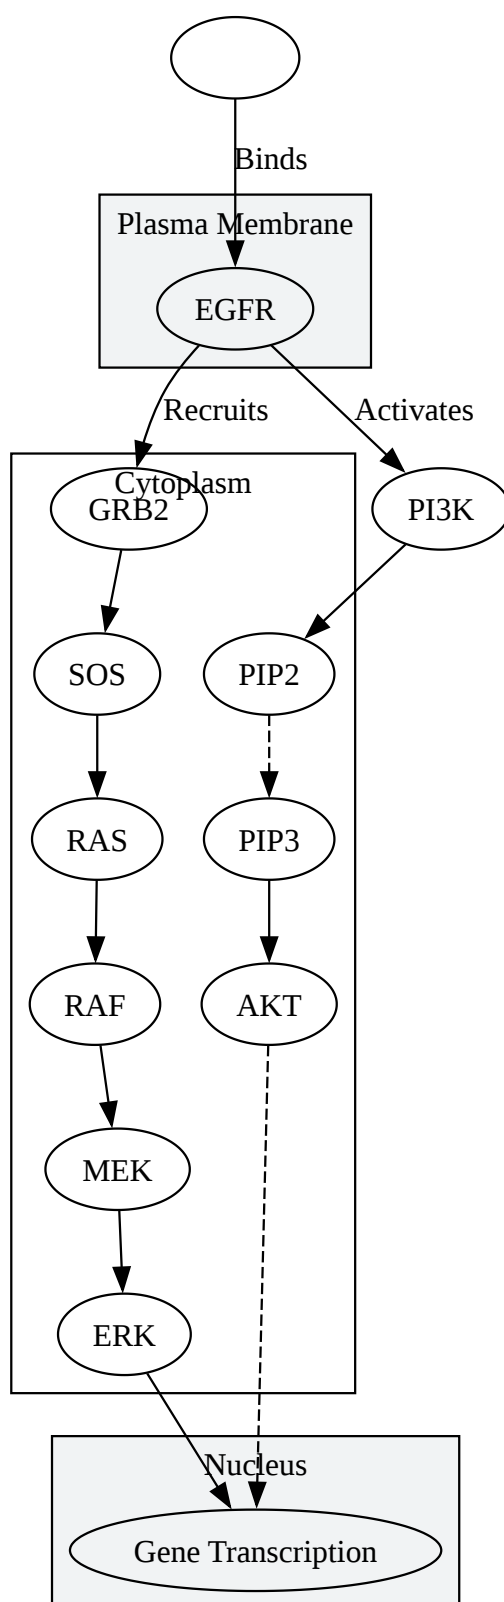 Binds
Plasma Membrane
EGFR
Recruits
Activates
Cytoplasm
GRB2
PI3K
SOS
PIP2
RAS
PIP3
RAF
AKT
MEK
ERK
Nucleus
Gene Transcription